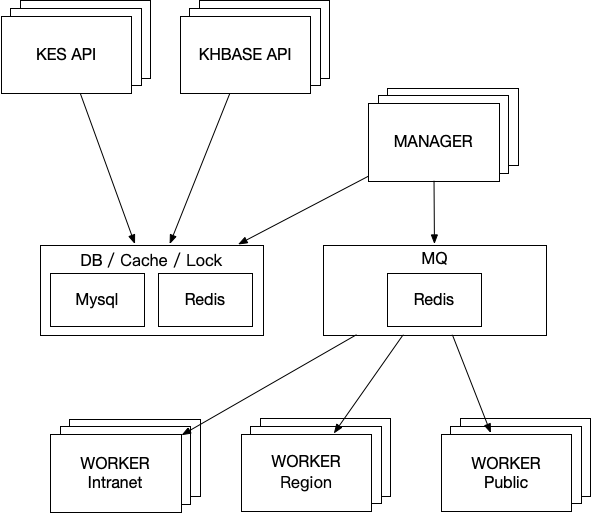 KES API
KHBASE API
MANAGER
DB / Cache / Lock
Mysql
Redis
MQ
Redis
WORKER
Intranet
WORKER
Region
WORKER
Public